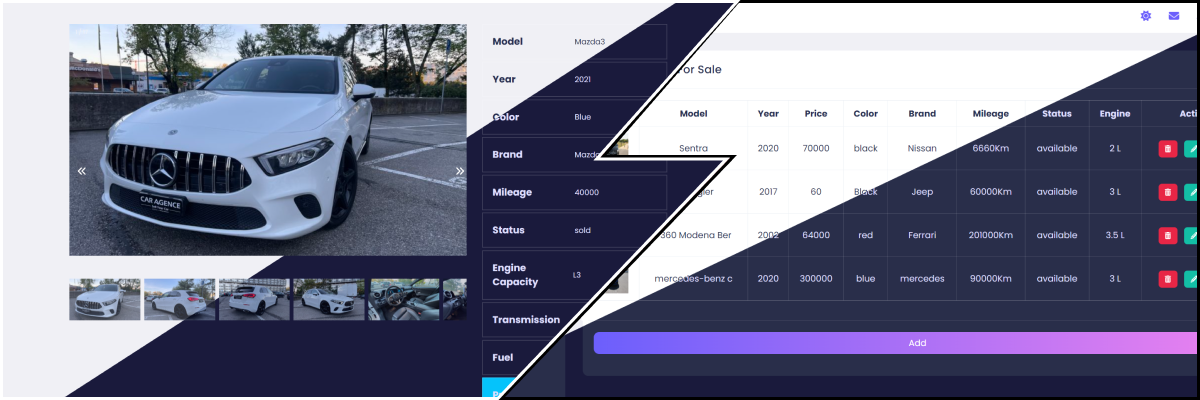 «
»
CAR AGENCE
Model Mazda3
Year 2021
Color Blue
Brand Mazda
Mileage 40000
Status sold
Engine Capacity L3
Transmission
Fuel
For Sale
Model Year Price Color Brand Mileage Status Engine
Sentra 2020 70000 black Nissan 6660Km available 2 L
2017 60 Black Jeep 60000Km available 3 L
360 Modena Ber 2002 64000 red Ferrari 201000Km available 3.5 L
mercedes-benz c 2020 300000 blue mercedes 90000Km available 3 L
Add